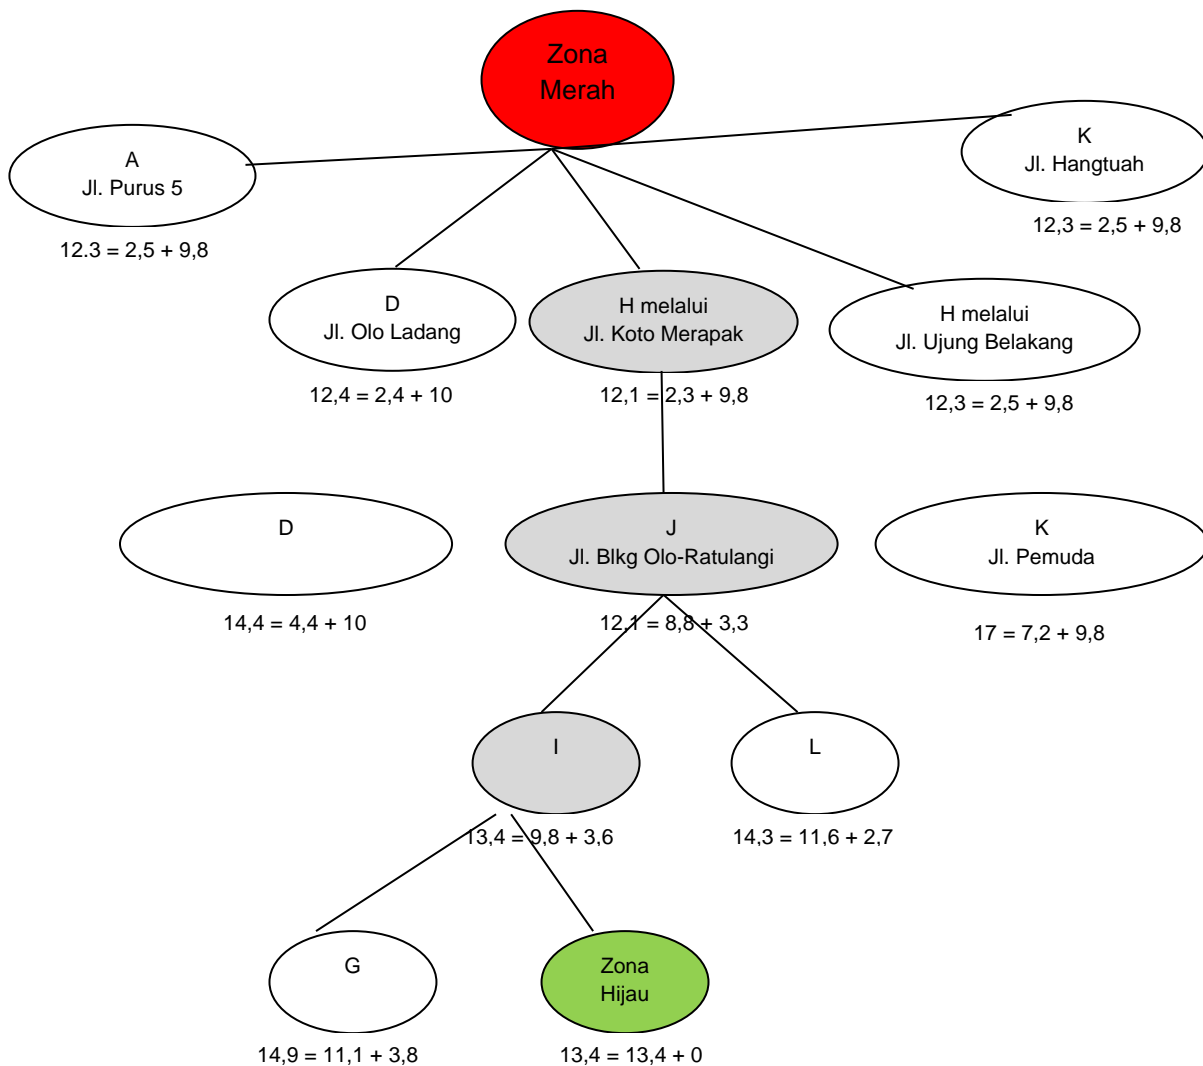 Zona
Merah
A
Jl. Purus 5
12.3 = 2,5 + 9,8
K
Jl. Hangtuah
12,3 = 2,5 + 9,8
D
Jl. Olo Ladang
12,4 = 2,4 + 10
H melalui
Jl. Koto Merapak
12,1 = 2,3 + 9,8
H melalui
Jl. Ujung Belakang
12,3 = 2,5 + 9,8
D
14,4 = 4,4 + 10
J
Jl. Blkg Olo-Ratulangi
12,1 = 8,8 + 3,3
K
Jl. Pemuda
17 = 7,2 + 9,8
I
13,4 = 9,8 + 3,6
L
14,3 = 11,6 + 2,7
G
14,9 = 11,1 + 3,8
Zona
Hijau
13,4 = 13,4 + 0